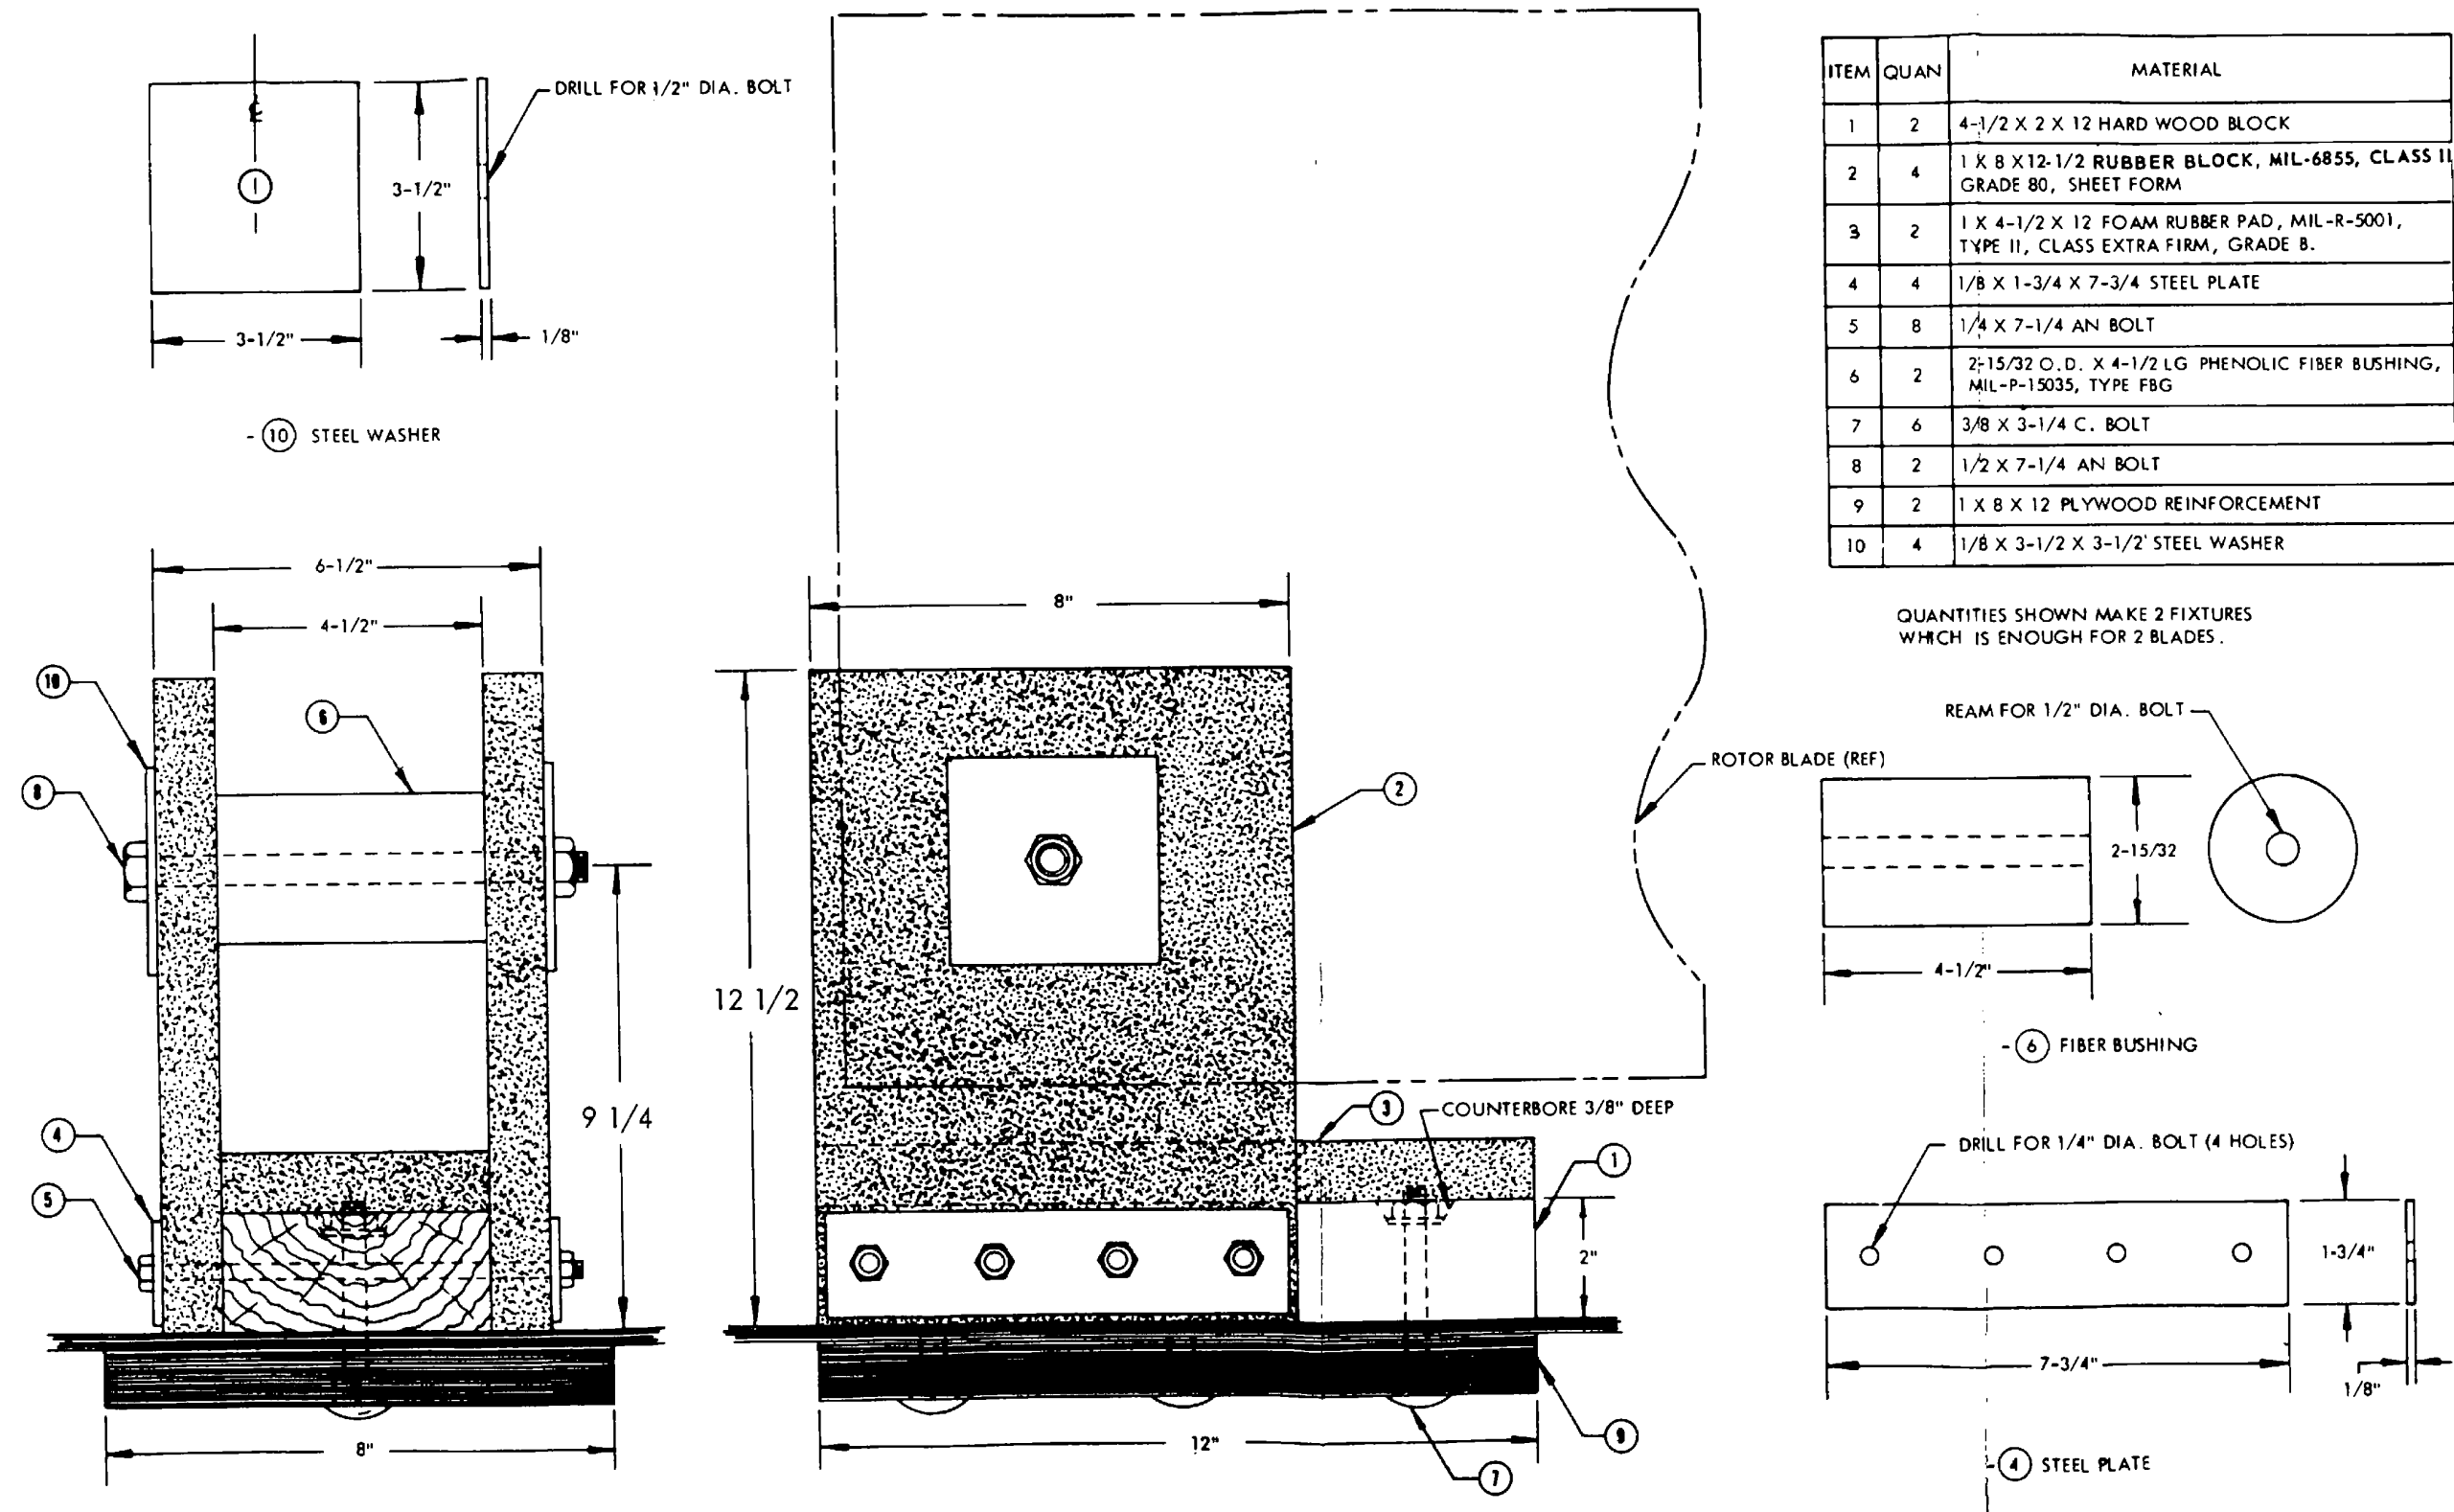 DRILL FOR 1/2" DIA. BOLT
3-1/2"
3-1/2"
1/8"
- 10 STEEL WASHER
6-1/2"
4-1/2"
10
6
8
9 1/4
4
5
8"
8"
12 1/2
2
ROTOR BLADE (REF)
3
COUNTERBORE 3/8" DEEP
1
2"
12"
9
7
ITEM QUAN MATERIAL
1 2 4-1/2 X 2 X 12 HARD WOOD BLOCK
2 4 1 X 8 X12-1/2 RUBBER BLOCK, MIL-6855, CLASS II
GRADE 80, SHEET FORM
3 2 1 X 4-1/2 X 12 FOAM RUBBER PAD, MIL-R-5001,
TYPE II, CLASS EXTRA FIRM, GRADE B.
4 4 1/8 X 1-3/4 X 7-3/4 STEEL PLATE
5 8 1/4 X 7-1/4 AN BOLT
6 2 2-15/32 O.D. X 4-1/2 LG PHENOLIC FIBER BUSHING,
MIL-P-15035, TYPE FBG
7 6 3/8 X 3-1/4 C. BOLT
8 2 1/2 X 7-1/4 AN BOLT
9 2 1 X 8 X 12 PLYWOOD REINFORCEMENT
10 4 1/8 X 3-1/2 X 3-1/2 STEEL WASHER
QUANTITIES SHOWN MAKE 2 FIXTURES
WHICH IS ENOUGH FOR 2 BLADES.
REAM FOR 1/2" DIA. BOLT
2-15/32
4-1/2"
- 6 FIBER BUSHING
DRILL FOR 1/4" DIA. BOLT (4 HOLES)
1-3/4"
7-3/4"
1/8"
- 4 STEEL PLATE